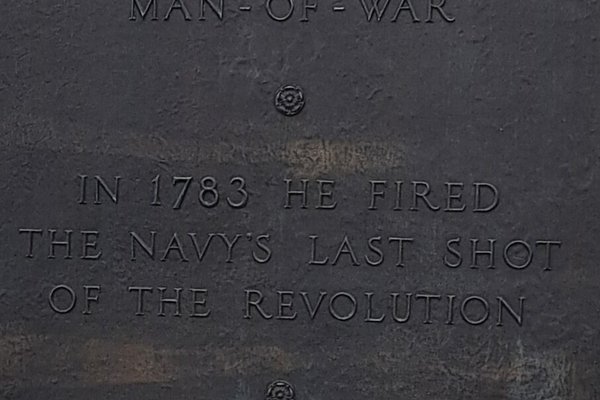 MAN-OF-WAR
IN 1783 HE FIRED
THE NAVY'S LAST SHOT
OF THE REVOLUTION